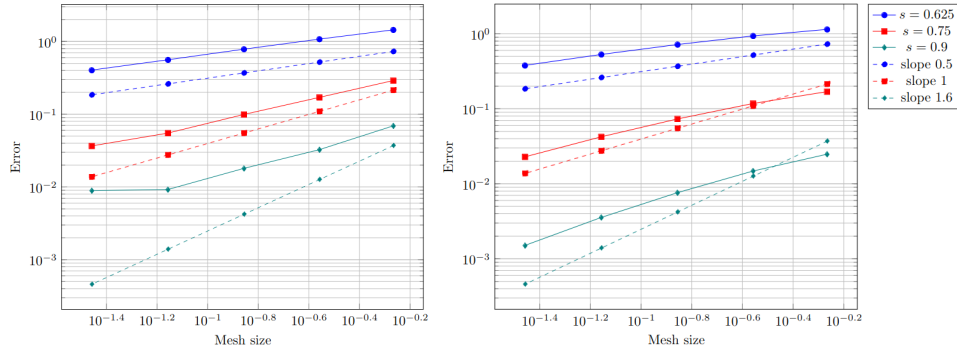 10^0
10^{-1}
10^{-2}
10^{-3}
Error
10^{-1.4} 10^{-1.2} 10^{-1} 10^{-0.8} 10^{-0.6} 10^{-0.4} 10^{-0.2}
Mesh size
10^0
10^{-1}
10^{-2}
10^{-3}
Error
10^{-1.4} 10^{-1.2} 10^{-1} 10^{-0.8} 10^{-0.6} 10^{-0.4} 10^{-0.2}
Mesh size
s = 0.625
s = 0.75
s = 0.9
slope 0.5
slope 1
slope 1.6